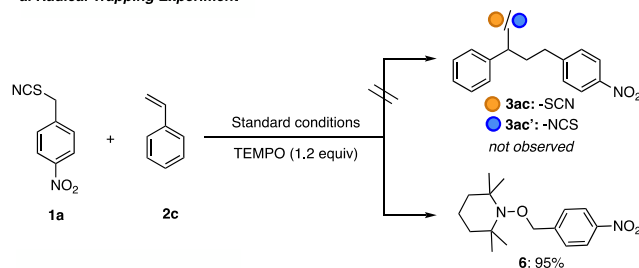 a. Radical Trapping Experiment
NCS
NO₂
1a
+
2c
Standard conditions
TEMPO (1.2 equiv)
NO₂
3ac: -SCN
3ac': -NCS
not observed
N
O
NO₂
6: 95%